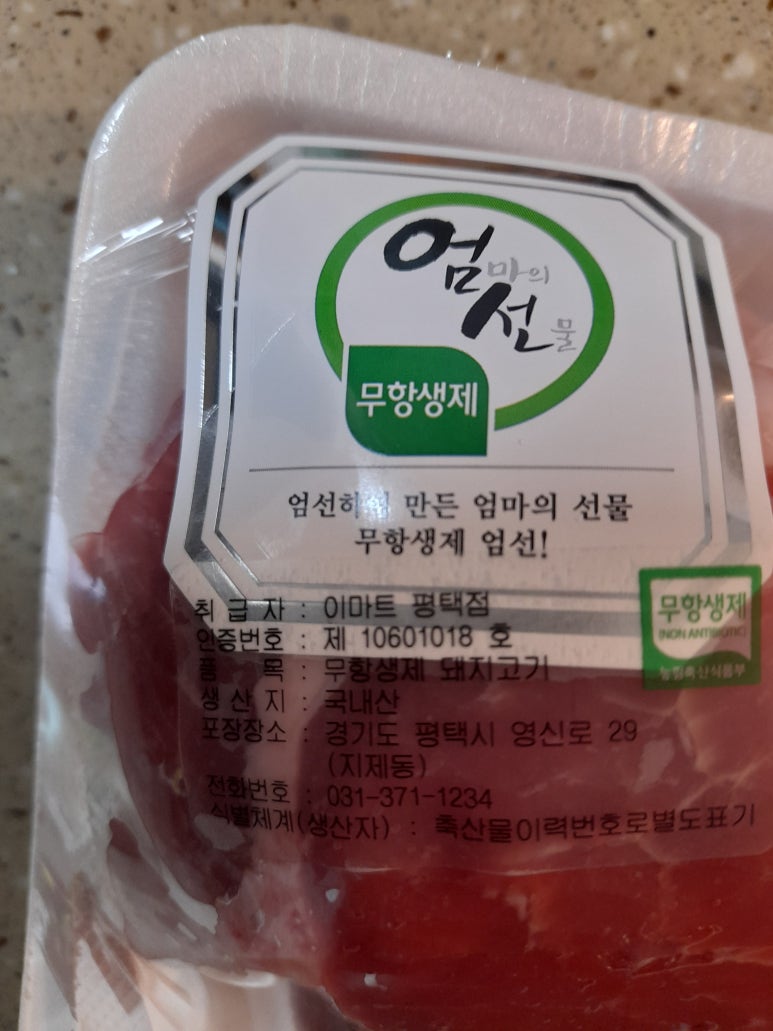 엄마의
선물
무항생제
엄선하여 만든 엄마의 선물
무항생제 엄선!
취 급 자 : 이마트 평택점
인증번호 : 제 10601018 호
품 목 : 무항생제 돼지고기
생 산 지 : 국내산
포장장소 : 경기도 평택시 영신로 29
(지제동)
전화번호 : 031-371-1234
식별체계(생산자) : 축산물이력번호로별도표기
무항생제
(NON ANTIBIOTIC)
농림축산식품부